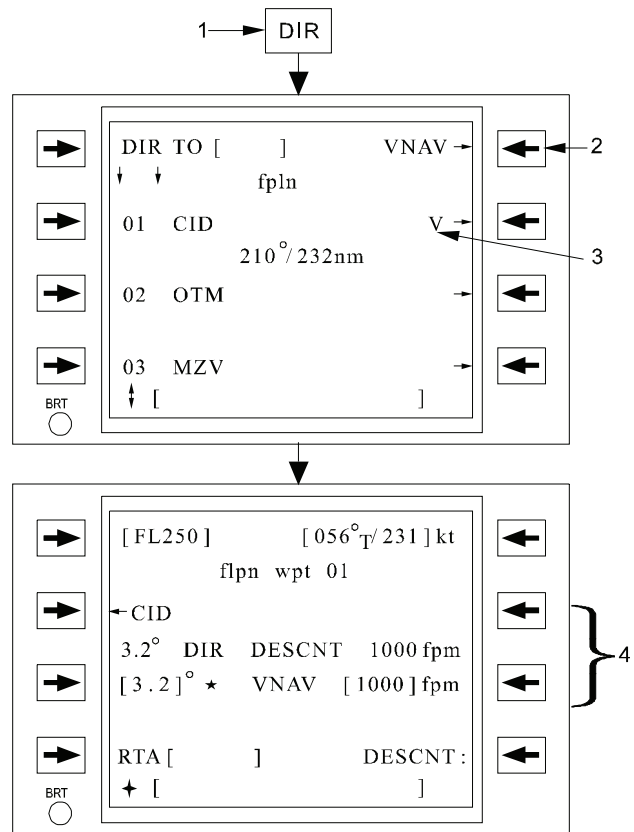 1 DIR
DIR TO [ ] VNAV → 2
↓ ↓ fpln
01 CID V → 3
210°/232nm
02 OTM →
03 MZV →
↕ [ ]
BRT
[FL250] [056°T/231] kt
flpn wpt 01
← CID
3.2° DIR DESCNT 1000 fpm 4
[3.2]° ★ VNAV [1000] fpm
RTA [ ] DESCNT:
✦ [ ]
BRT